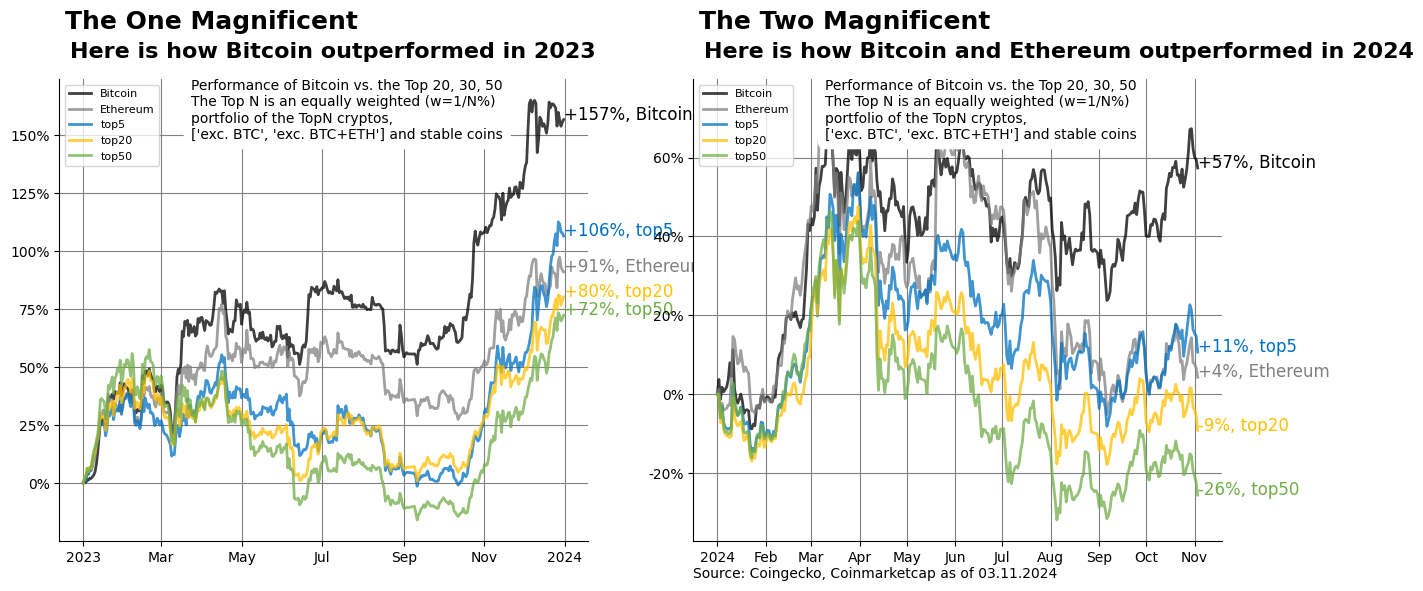 The One Magnificent
Here is how Bitcoin outperformed in 2023
Performance of Bitcoin vs. the Top 20, 30, 50
The Top N is an equally weighted (w=1/N%)
portfolio of the TopN cryptos,
['exc. BTC', 'exc. BTC+ETH'] and stable coins
Bitcoin
Ethereum
top5
top20
top50
150%
125%
100%
75%
50%
25%
0%
+157%, Bitcoin
+106%, top5
+91%, Ethereum
+80%, top20
+72%, top50
2023 Mar May Jul Sep Nov 2024
The Two Magnificent
Here is how Bitcoin and Ethereum outperformed in 2024
Performance of Bitcoin vs. the Top 20, 30, 50
The Top N is an equally weighted (w=1/N%)
portfolio of the TopN cryptos,
['exc. BTC', 'exc. BTC+ETH'] and stable coins
Bitcoin
Ethereum
top5
top20
top50
60%
40%
20%
0%
-20%
+57%, Bitcoin
+11%, top5
+4%, Ethereum
-9%, top20
-26%, top50
2024 Feb Mar Apr May Jun Jul Aug Sep Oct Nov
Source: Coingecko, Coinmarketcap as of 03.11.2024